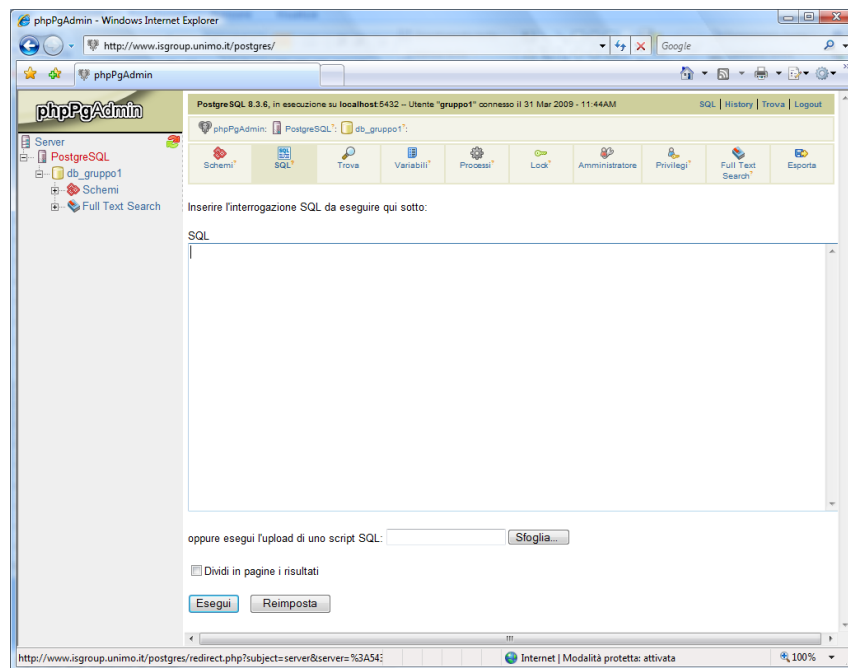 phpPgAdmin - Windows Internet Explorer
http://www.isgroup.unimo.it/postgres/
Google
phpPgAdmin
phpPgAdmin
PostgreSQL 8.3.6, in esecuzione su localhost:5432 -- Utente "gruppo1" connesso il 31 Mar 2009 - 11:44AM
SQL | History | Trova | Logout
phpPgAdmin: PostgreSQL?: db_gruppo1?:
Server
PostgreSQL
db_gruppo1
Schemi
Full Text Search
Schemi? SQL? Trova Variabili? Processi? Lock? Amministratore Privilegi? Full Text Search? Esporta
Inserire l'interrogazione SQL da eseguire qui sotto:
SQL
oppure esegui l'upload di uno script SQL: Sfoglia...
Dividi in pagine i risultati
Esegui Reimposta
http://www.isgroup.unimo.it/postgres/redirect.php?subject=server&server=%3A543
Internet | Modalità protetta: attivata
100%